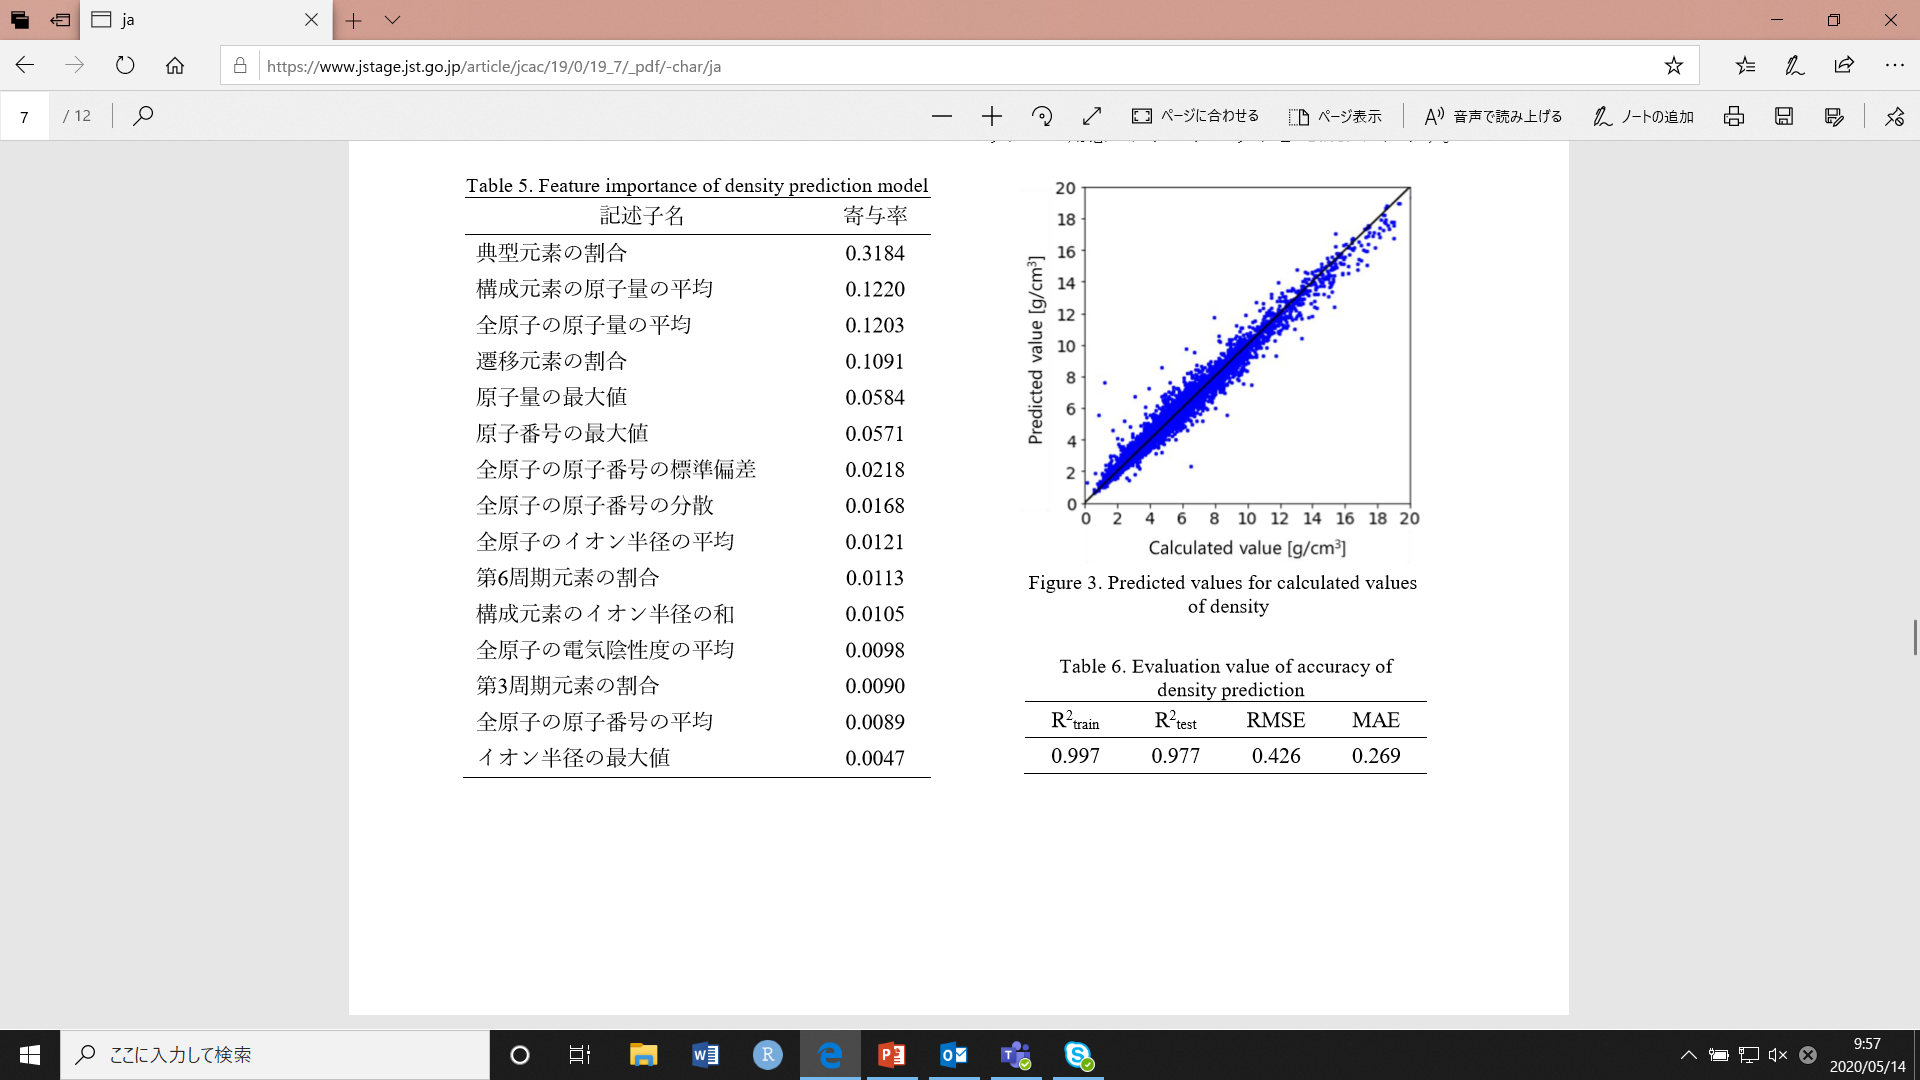 ja
https://www.jstage.jst.go.jp/article/jcac/19/0/19_7/_pdf/-char/ja
7 / 12
ページに合わせる
ページ表示
音声で読み上げる
ノートの追加
Table 5. Feature importance of density prediction model
記述子名 寄与率
典型元素の割合 0.3184
構成元素の原子量の平均 0.1220
全原子の原子量の平均 0.1203
遷移元素の割合 0.1091
原子量の最大値 0.0584
原子番号の最大値 0.0571
全原子の原子番号の標準偏差 0.0218
全原子の原子番号の分散 0.0168
全原子のイオン半径の平均 0.0121
第6周期元素の割合 0.0113
構成元素のイオン半径の和 0.0105
全原子の電気陰性度の平均 0.0098
第3周期元素の割合 0.0090
全原子の原子番号の平均 0.0089
イオン半径の最大値 0.0047
Predicted value [g/cm³]
20
18
16
14
12
10
8
6
4
2
0
0 2 4 6 8 10 12 14 16 18 20
Calculated value [g/cm³]
Figure 3. Predicted values for calculated values
of density
Table 6. Evaluation value of accuracy of
density prediction
R²train R²test RMSE MAE
0.997 0.977 0.426 0.269
ここに入力して検索
9:57
2020/05/14